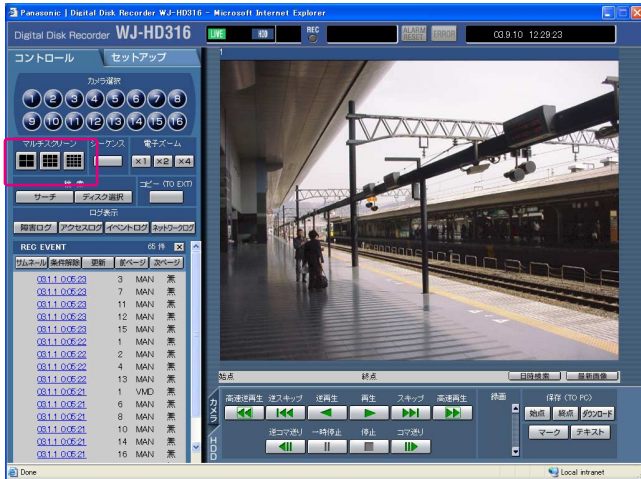 Panasonic | Digital Disk Recorder WJ-HD316 - Microsoft Internet Explorer
Digital Disk Recorder WJ-HD316
LIVE HDD REC ALARM RESET ERROR 03.9.10 12:29:23
コントロール セットアップ
1
カメラ選択
1 2 3 4 5 6 7 8
9 10 11 12 13 14 15 16
マルチスクリーン シーケンス 電子ズーム
×1 ×2 ×4
検索 コピー (TO EXT)
サーチ ディスク選択
ログ表示
障害ログ アクセスログ イベントログ ネットワークログ
REC EVENT 65 件
サムネール 条件解除 更新 前ページ 次ページ
03.1.1 0:05:23 3 MAN 無
03.1.1 0:05:23 7 MAN 無
03.1.1 0:05:23 11 MAN 無
03.1.1 0:05:23 12 MAN 無
03.1.1 0:05:23 15 MAN 無
03.1.1 0:05:22 1 MAN 無
03.1.1 0:05:22 2 MAN 無
03.1.1 0:05:22 4 MAN 無
03.1.1 0:05:22 13 MAN 無
03.1.1 0:05:21 1 VMD 無
03.1.1 0:05:21 6 MAN 無
03.1.1 0:05:21 8 MAN 無
03.1.1 0:05:21 10 MAN 無
03.1.1 0:05:21 14 MAN 無
03.1.1 0:05:21 16 MAN 無
始点 終点 日時検索 最新画像
カメラ
HDD
高速逆再生 逆スキップ 逆再生 再生 スキップ 高速再生
逆コマ送り 一時停止 停止 コマ送り
録画 保存 (TO PC)
始点 終点 ダウンロード
マーク テキスト
Done Local intranet